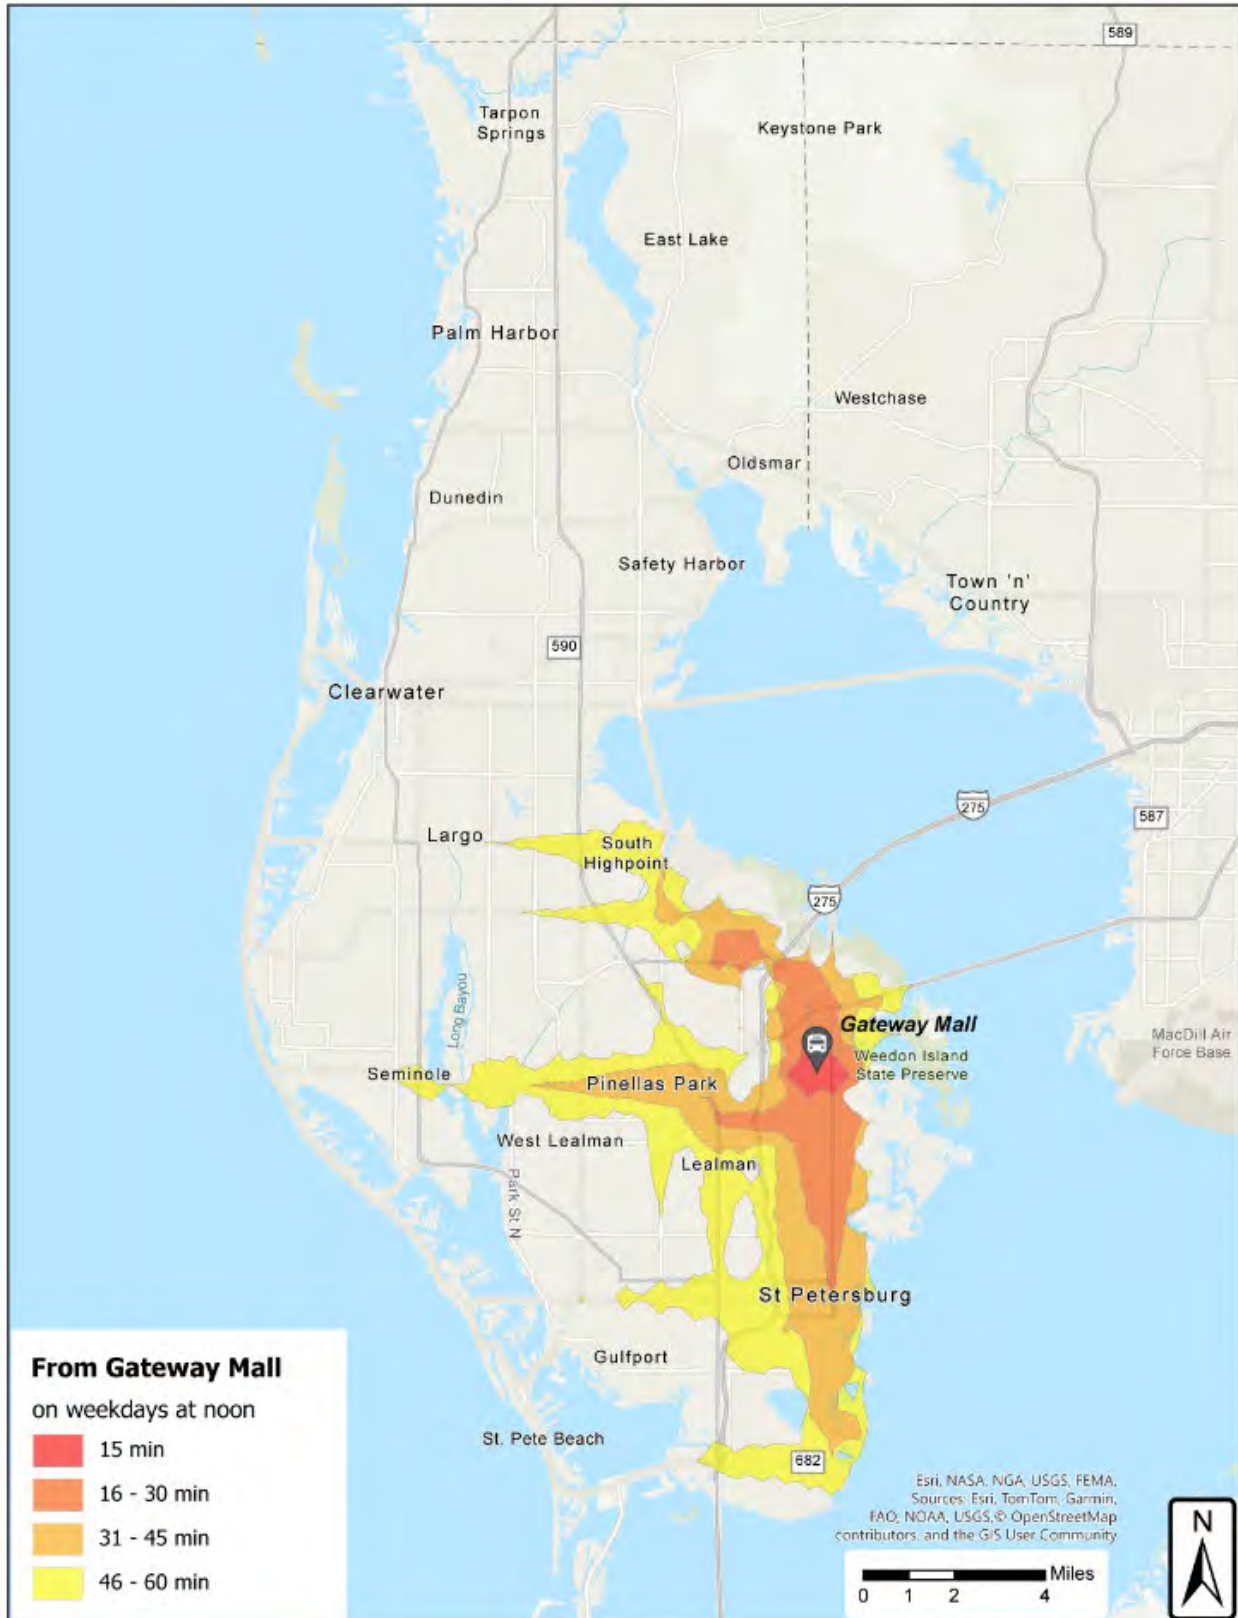 589
Tarpon
Springs
Keystone Park
East Lake
Palm Harbor
Westchase
Oldsmar
Dunedin
Safety Harbor
Town 'n'
Country
590
Clearwater
275
587
Largo
South
Highpoint
275
Long Bayou
Gateway Mall
MacDill Air
Force Base
Weedon Island
State Preserve
Seminole
Pinellas Park
West Lealman
Lealman
Park St N
St Petersburg
Gulfport
St. Pete Beach
682
From Gateway Mall
on weekdays at noon
15 min
16 - 30 min
31 - 45 min
46 - 60 min
Esri, NASA, NGA, USGS, FEMA,
Sources: Esri, TomTom, Garmin,
FAO, NOAA, USGS,© OpenStreetMap
contributors, and the GIS User Community
Miles
0 1 2 4
N